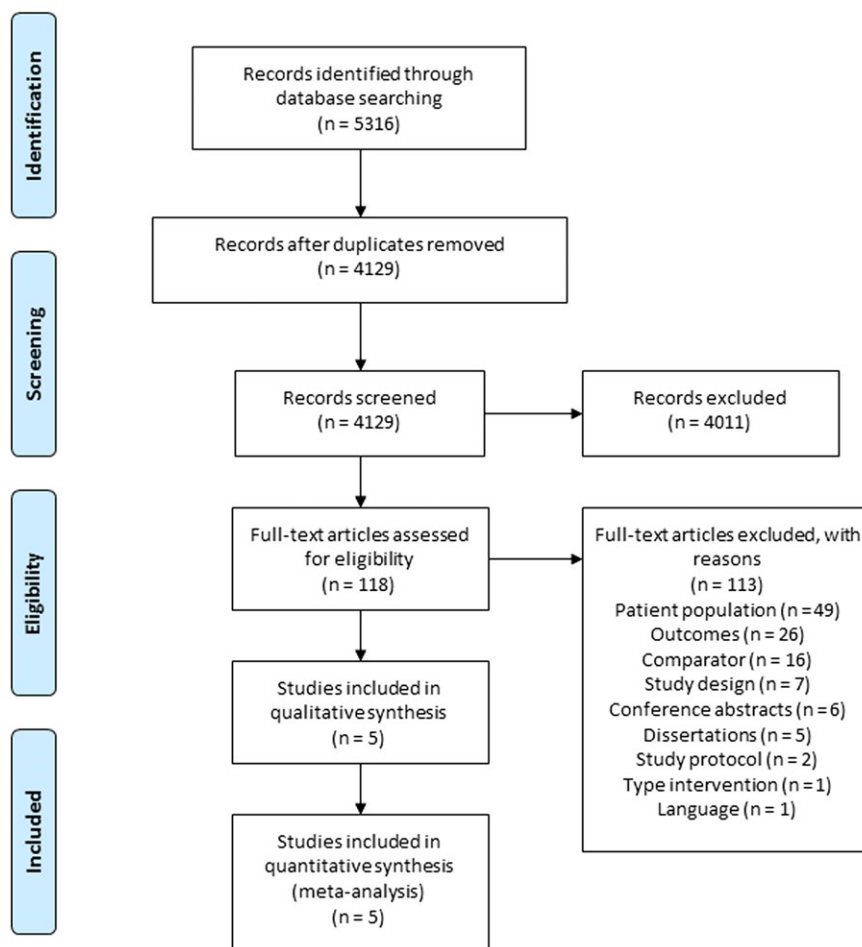 Identification
Records identified through
database searching
(n = 5316)
Records after duplicates removed
(n = 4129)
Screening
Records screened
(n = 4129)
Records excluded
(n = 4011)
Eligibility
Full-text articles assessed
for eligibility
(n = 118)
Full-text articles excluded, with
reasons
(n = 113)
Patient population (n = 49)
Outcomes (n = 26)
Comparator (n = 16)
Study design (n = 7)
Conference abstracts (n = 6)
Dissertations (n = 5)
Study protocol (n = 2)
Type intervention (n = 1)
Language (n = 1)
Studies included in
qualitative synthesis
(n = 5)
Included
Studies included in
quantitative synthesis
(meta-analysis)
(n = 5)